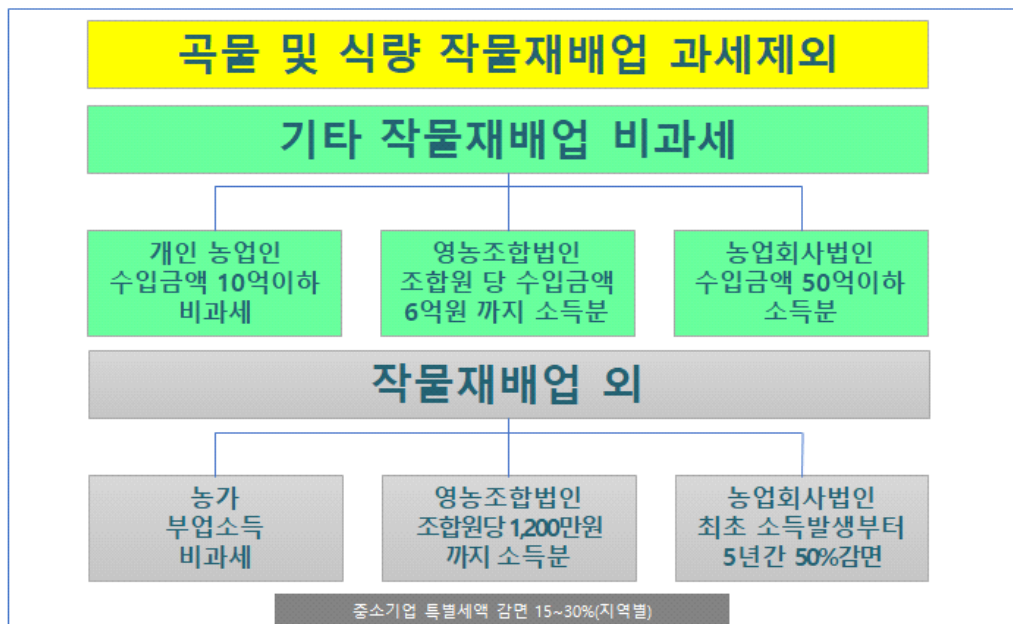 곡물 및 식량 작물재배업 과세제외
기타 작물재배업 비과세
개인 농업인
수입금액 10억이하
비과세
영농조합법인
조합원 당 수입금액
6억원 까지 소득분
농업회사법인
수입금액 50억이하
소득분
작물재배업 외
농가
부업소득
비과세
영농조합법인
조합원당 1,200만원
까지 소득분
농업회사법인
최초 소득발생부터
5년간 50%감면
중소기업 특별세액 감면 15~30%(지역별)